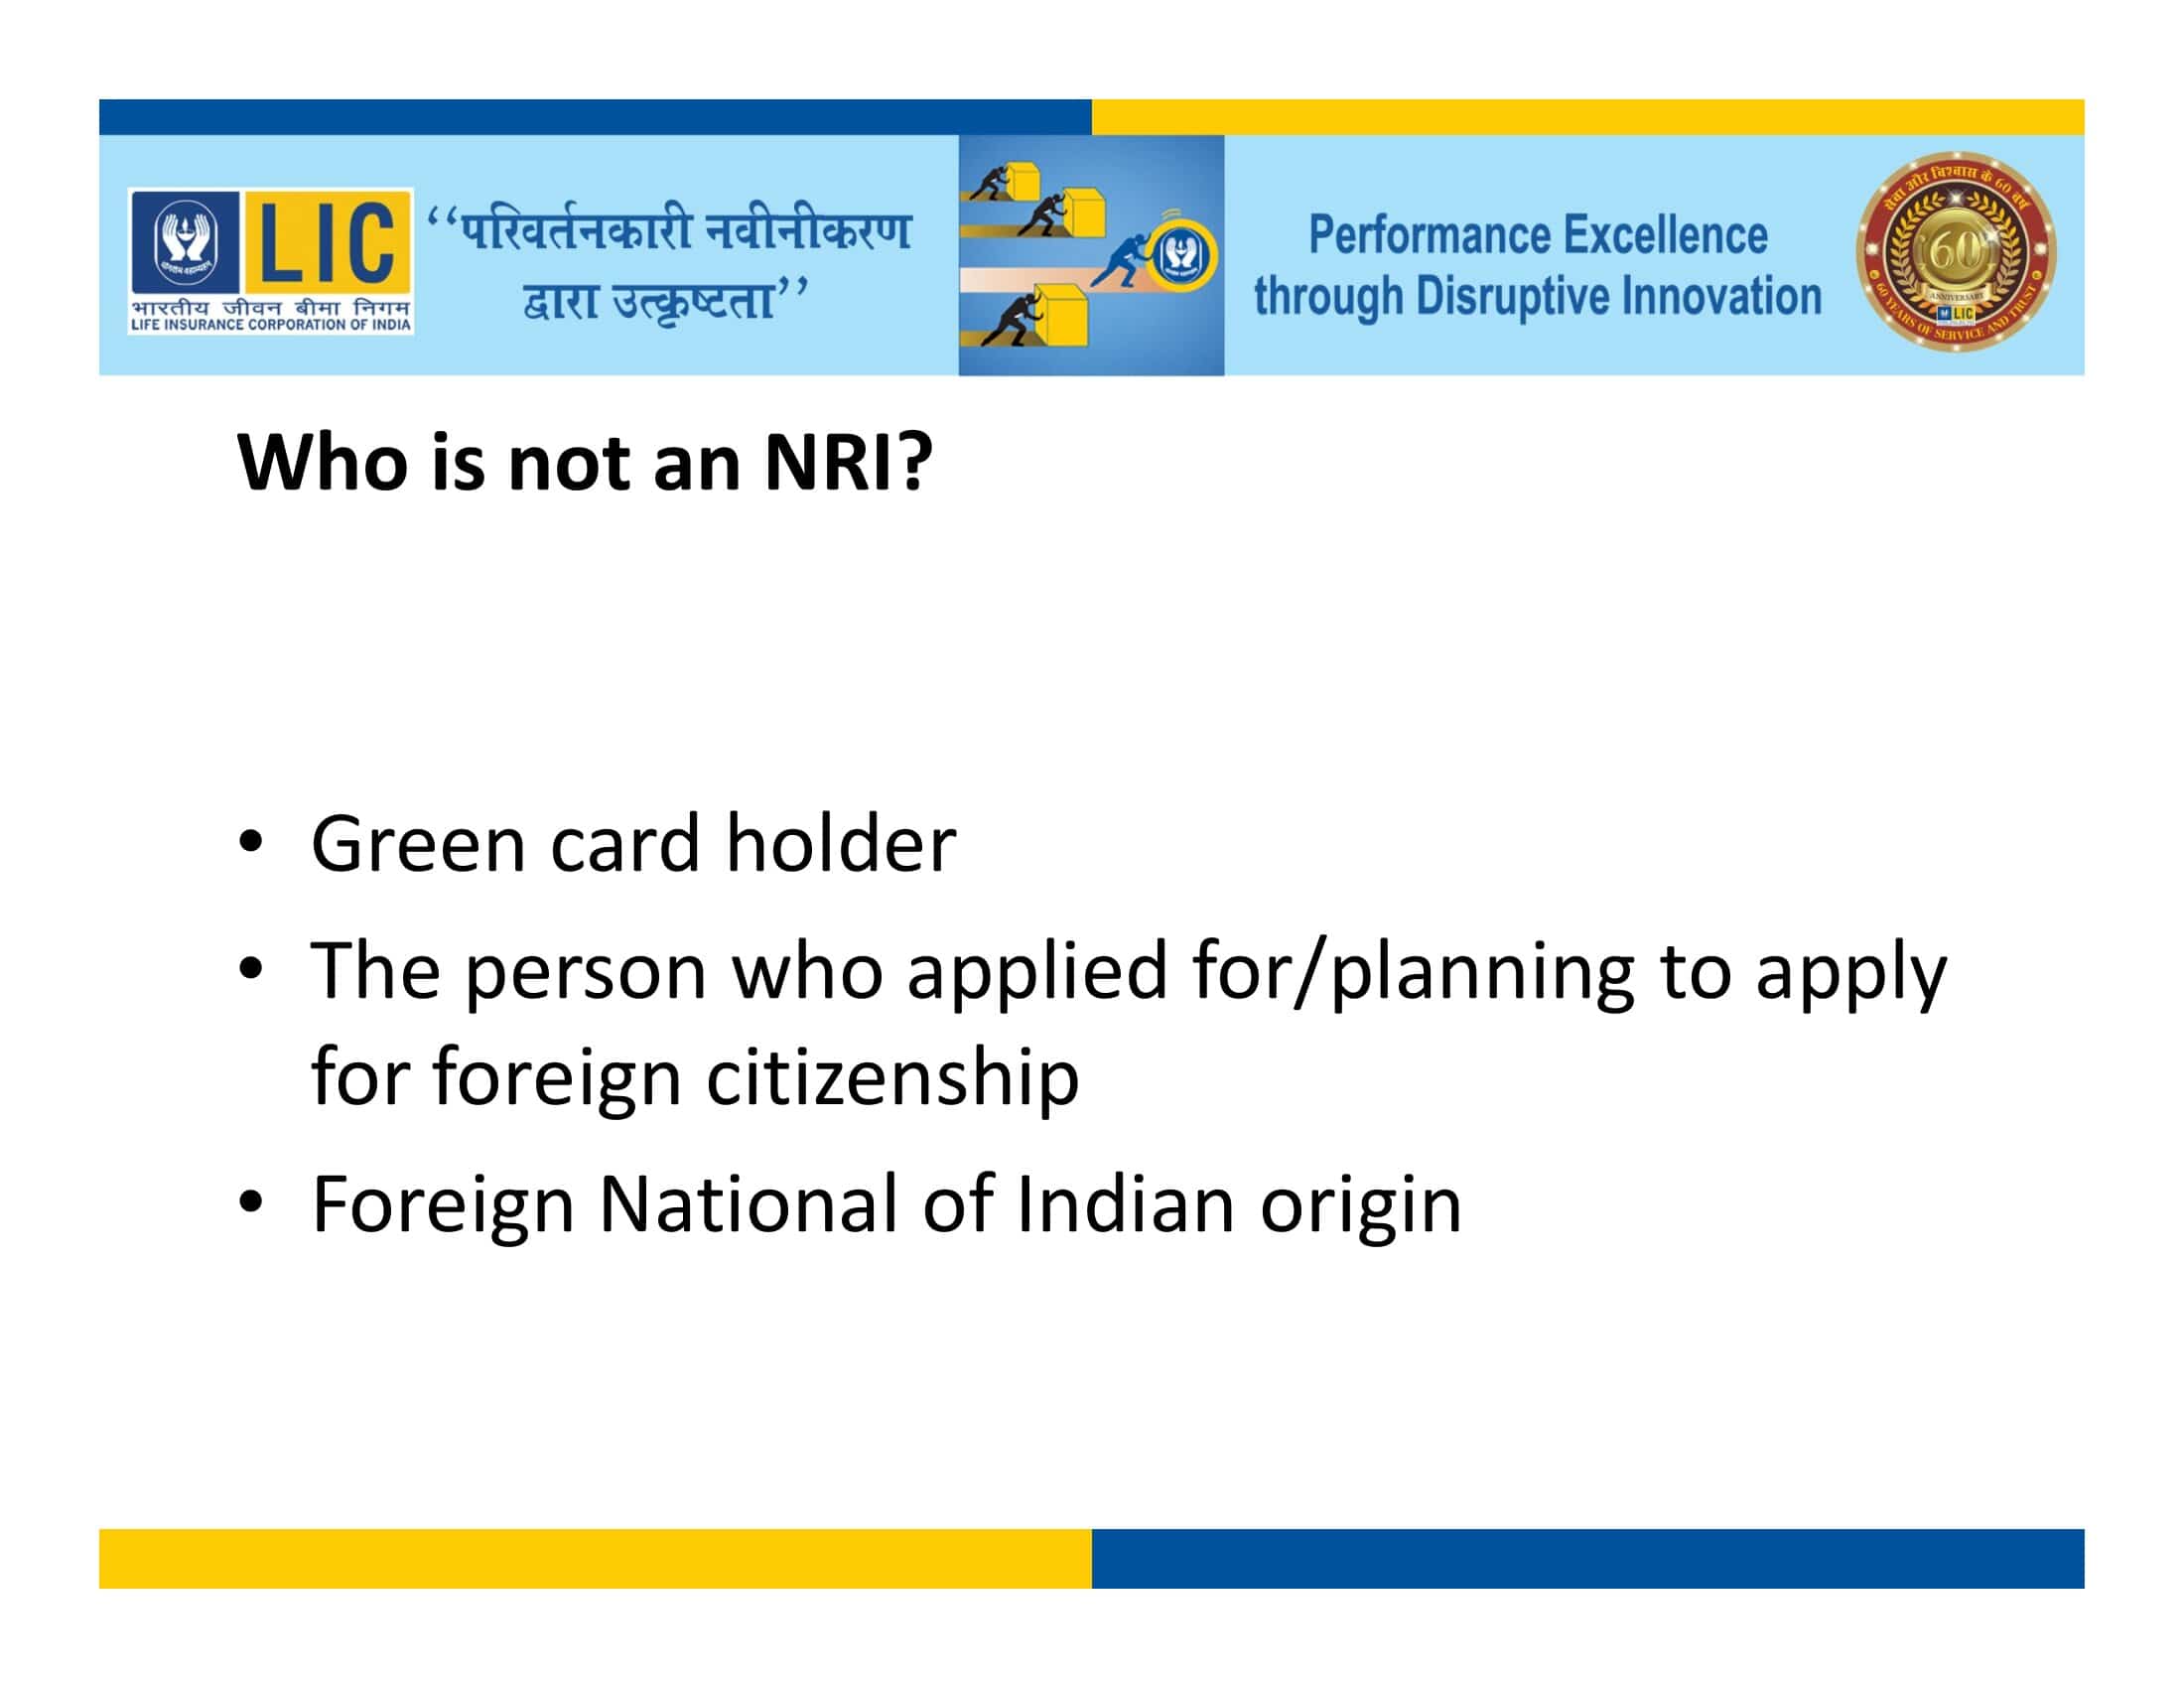 LIC
भारतीय जीवन बीमा निगम
LIFE INSURANCE CORPORATION OF INDIA
‘‘परिवर्तनकारी नवीनीकरण
द्वारा उत्कृष्टता’’
Performance Excellence
through Disruptive Innovation
सेवा और विश्वास के 60 वर्ष
60
ANNIVERSARY
LIC
60 YEARS OF SERVICE AND TRUST
Who is not an NRI?
• Green card holder
• The person who applied for/planning to apply
for foreign citizenship
• Foreign National of Indian origin